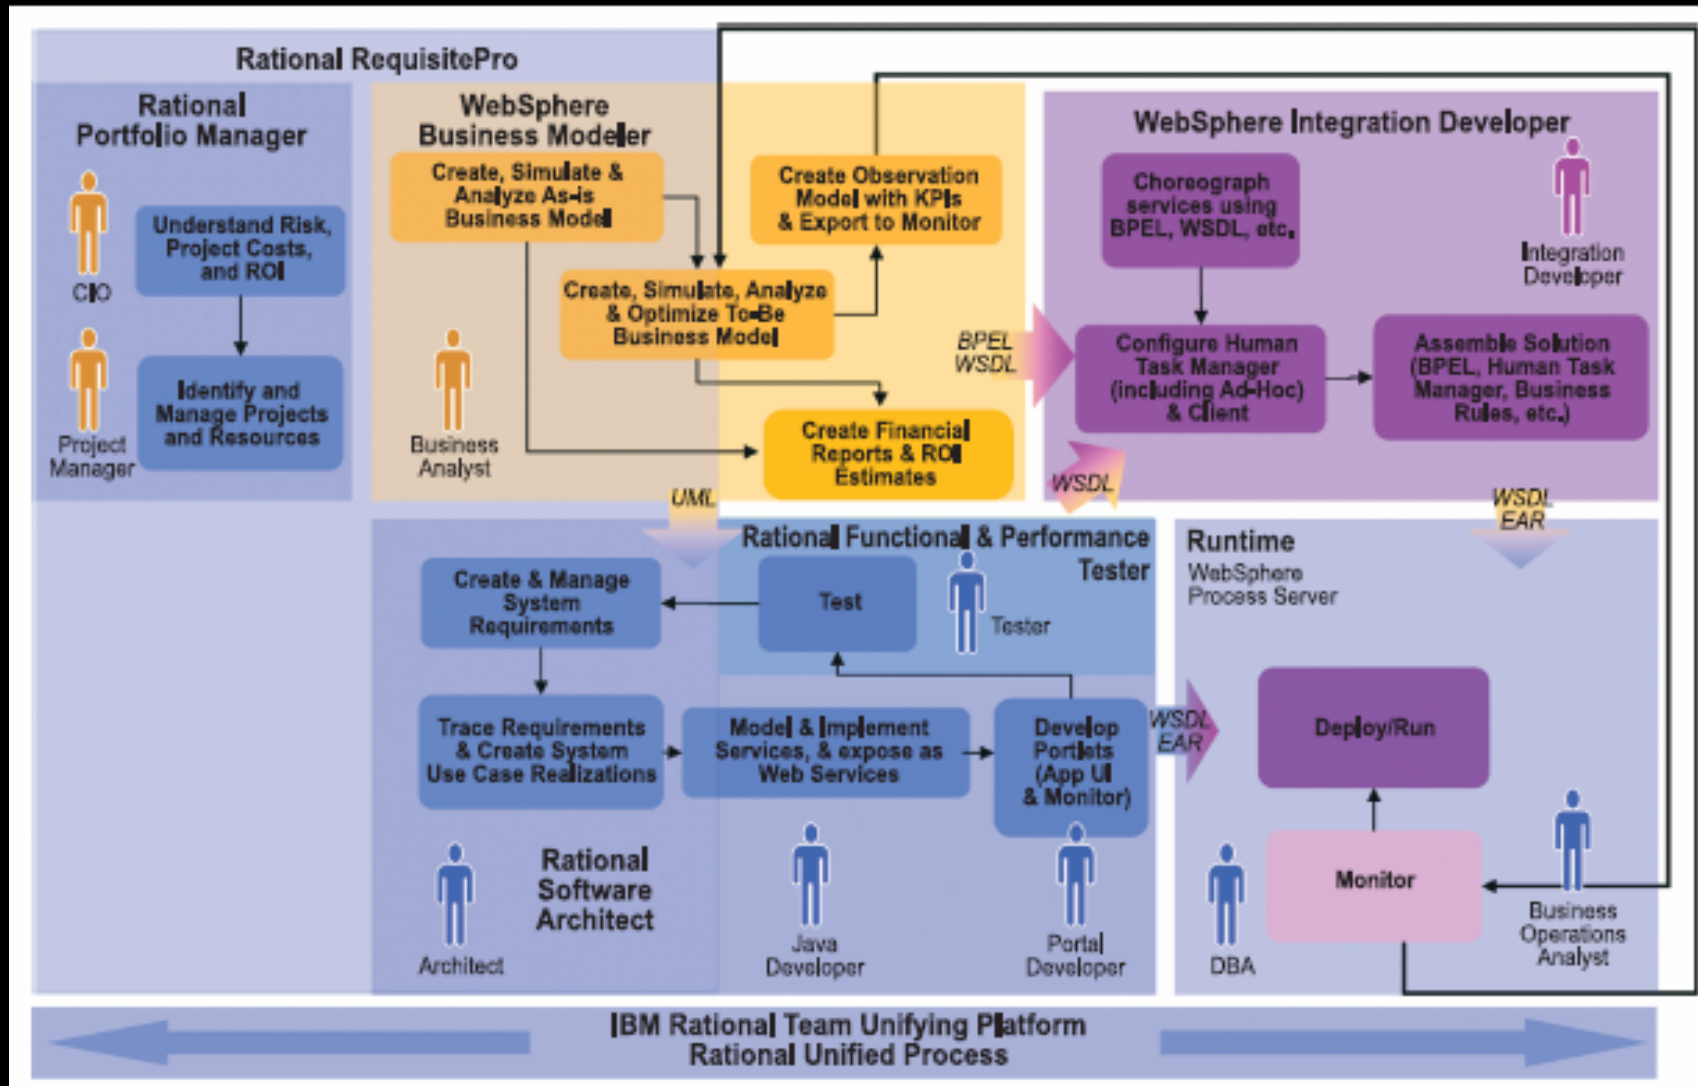 Rational RequisitePro
Rational
Portfolio Manager
CIO
Understand Risk,
Project Costs,
and ROI
Project
Manager
Identify and
Manage Projects
and Resources
WebSphere
Business Modeler
Create, Simulate &
Analyze As-is
Business Model
Create Observation
Model with KPIs
& Export to Monitor
Create, Simulate, Analyze
& Optimize To-Be
Business Model
Business
Analyst
Create Financial
Reports & ROI
Estimates
BPEL
WSDL
WebSphere Integration Developer
Choreograph
services using
BPEL, WSDL, etc.
Integration
Developer
Configure Human
Task Manager
(including Ad-Hoc)
& Client
Assemble Solution
(BPEL, Human Task
Manager, Business
Rules, etc.)
UML
WSDL
WSDL
EAR
Rational Functional & Performance
Tester
Create & Manage
System
Requirements
Test
Tester
Trace Requirements
& Create System
Use Case Realizations
Model & Implement
Services, & expose as
Web Services
Develop
Portlets
(App UI
& Monitor)
WSDL
EAR
Rational
Software
Architect
Architect
Java
Developer
Portal
Developer
Runtime
WebSphere
Process Server
Deploy/Run
Monitor
DBA
Business
Operations
Analyst
IBM Rational Team Unifying Platform
Rational Unified Process